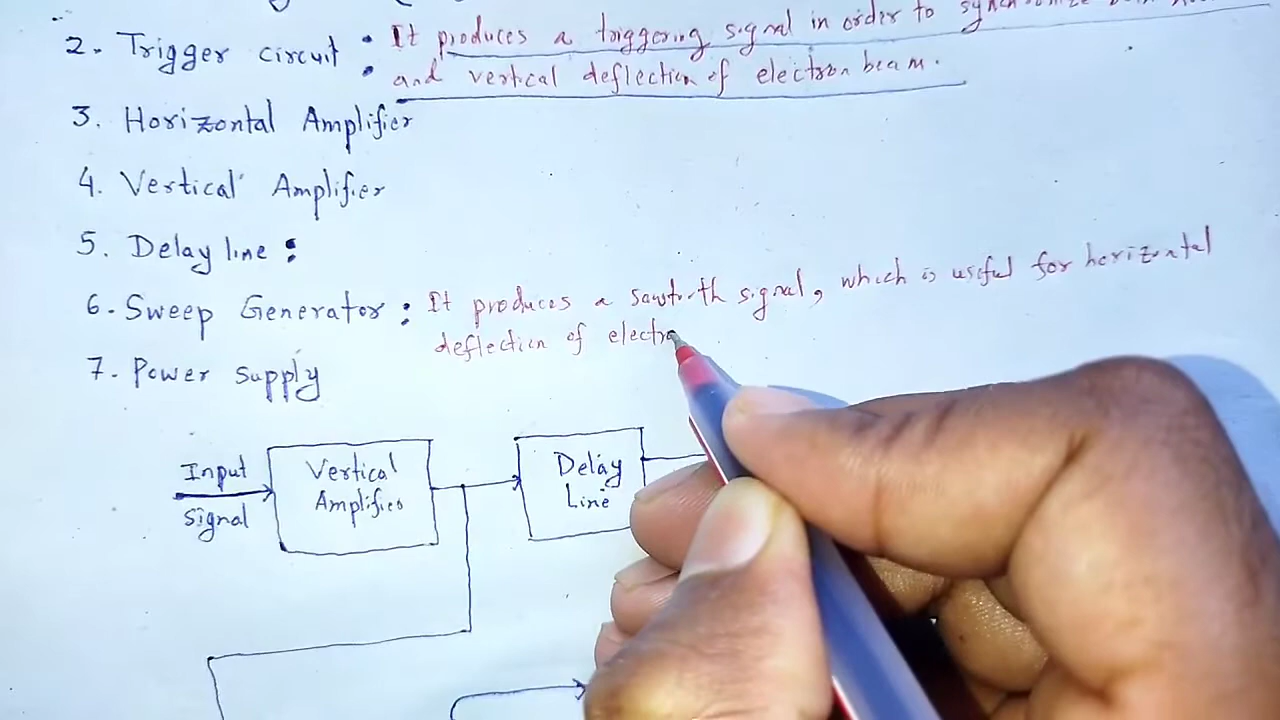 2. Trigger circuit : It produces a triggering signal in order to synchronize both
and vertical deflection of electron beam.
3. Horizontal Amplifier
4. Vertical Amplifier
5. Delay line :
6. Sweep Generator : It produces a sawtooth signal, which is useful for horizontal
deflection of electro
7. Power supply
Input
signal
Vertical
Amplifier
Delay
Line